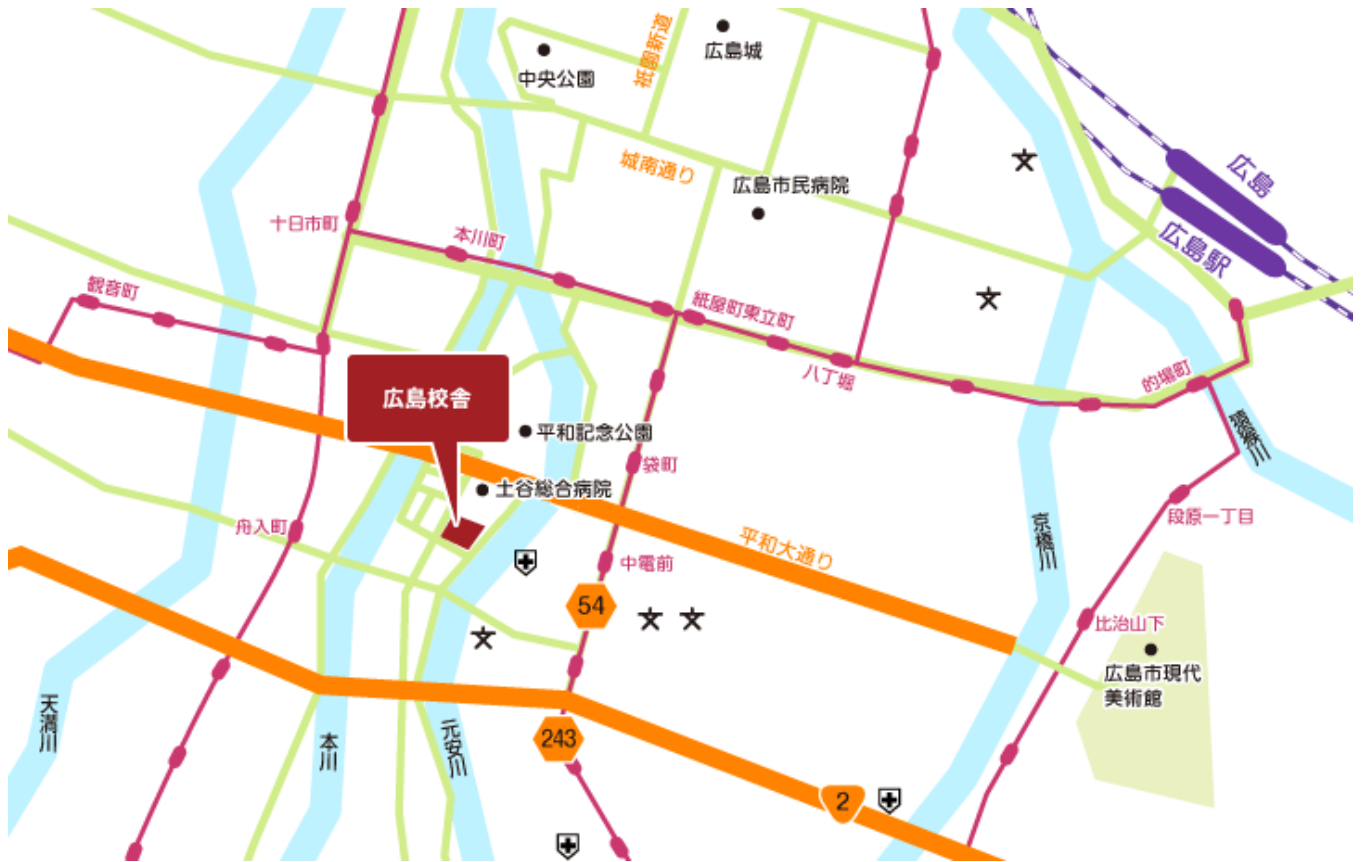 中央公園
祇園新道
広島城
城南通り
広島市民病院
広島
広島駅
十日市町
本川町
観音町
紙屋町東立町
八丁堀
的場町
広島校舎
平和記念公園
袋町
土谷総合病院
猿猴川
段原一丁目
舟入町
京橋川
平和大通り
中電前
54
比治山下
広島市現代
美術館
天満川
本川
元安川
243
2